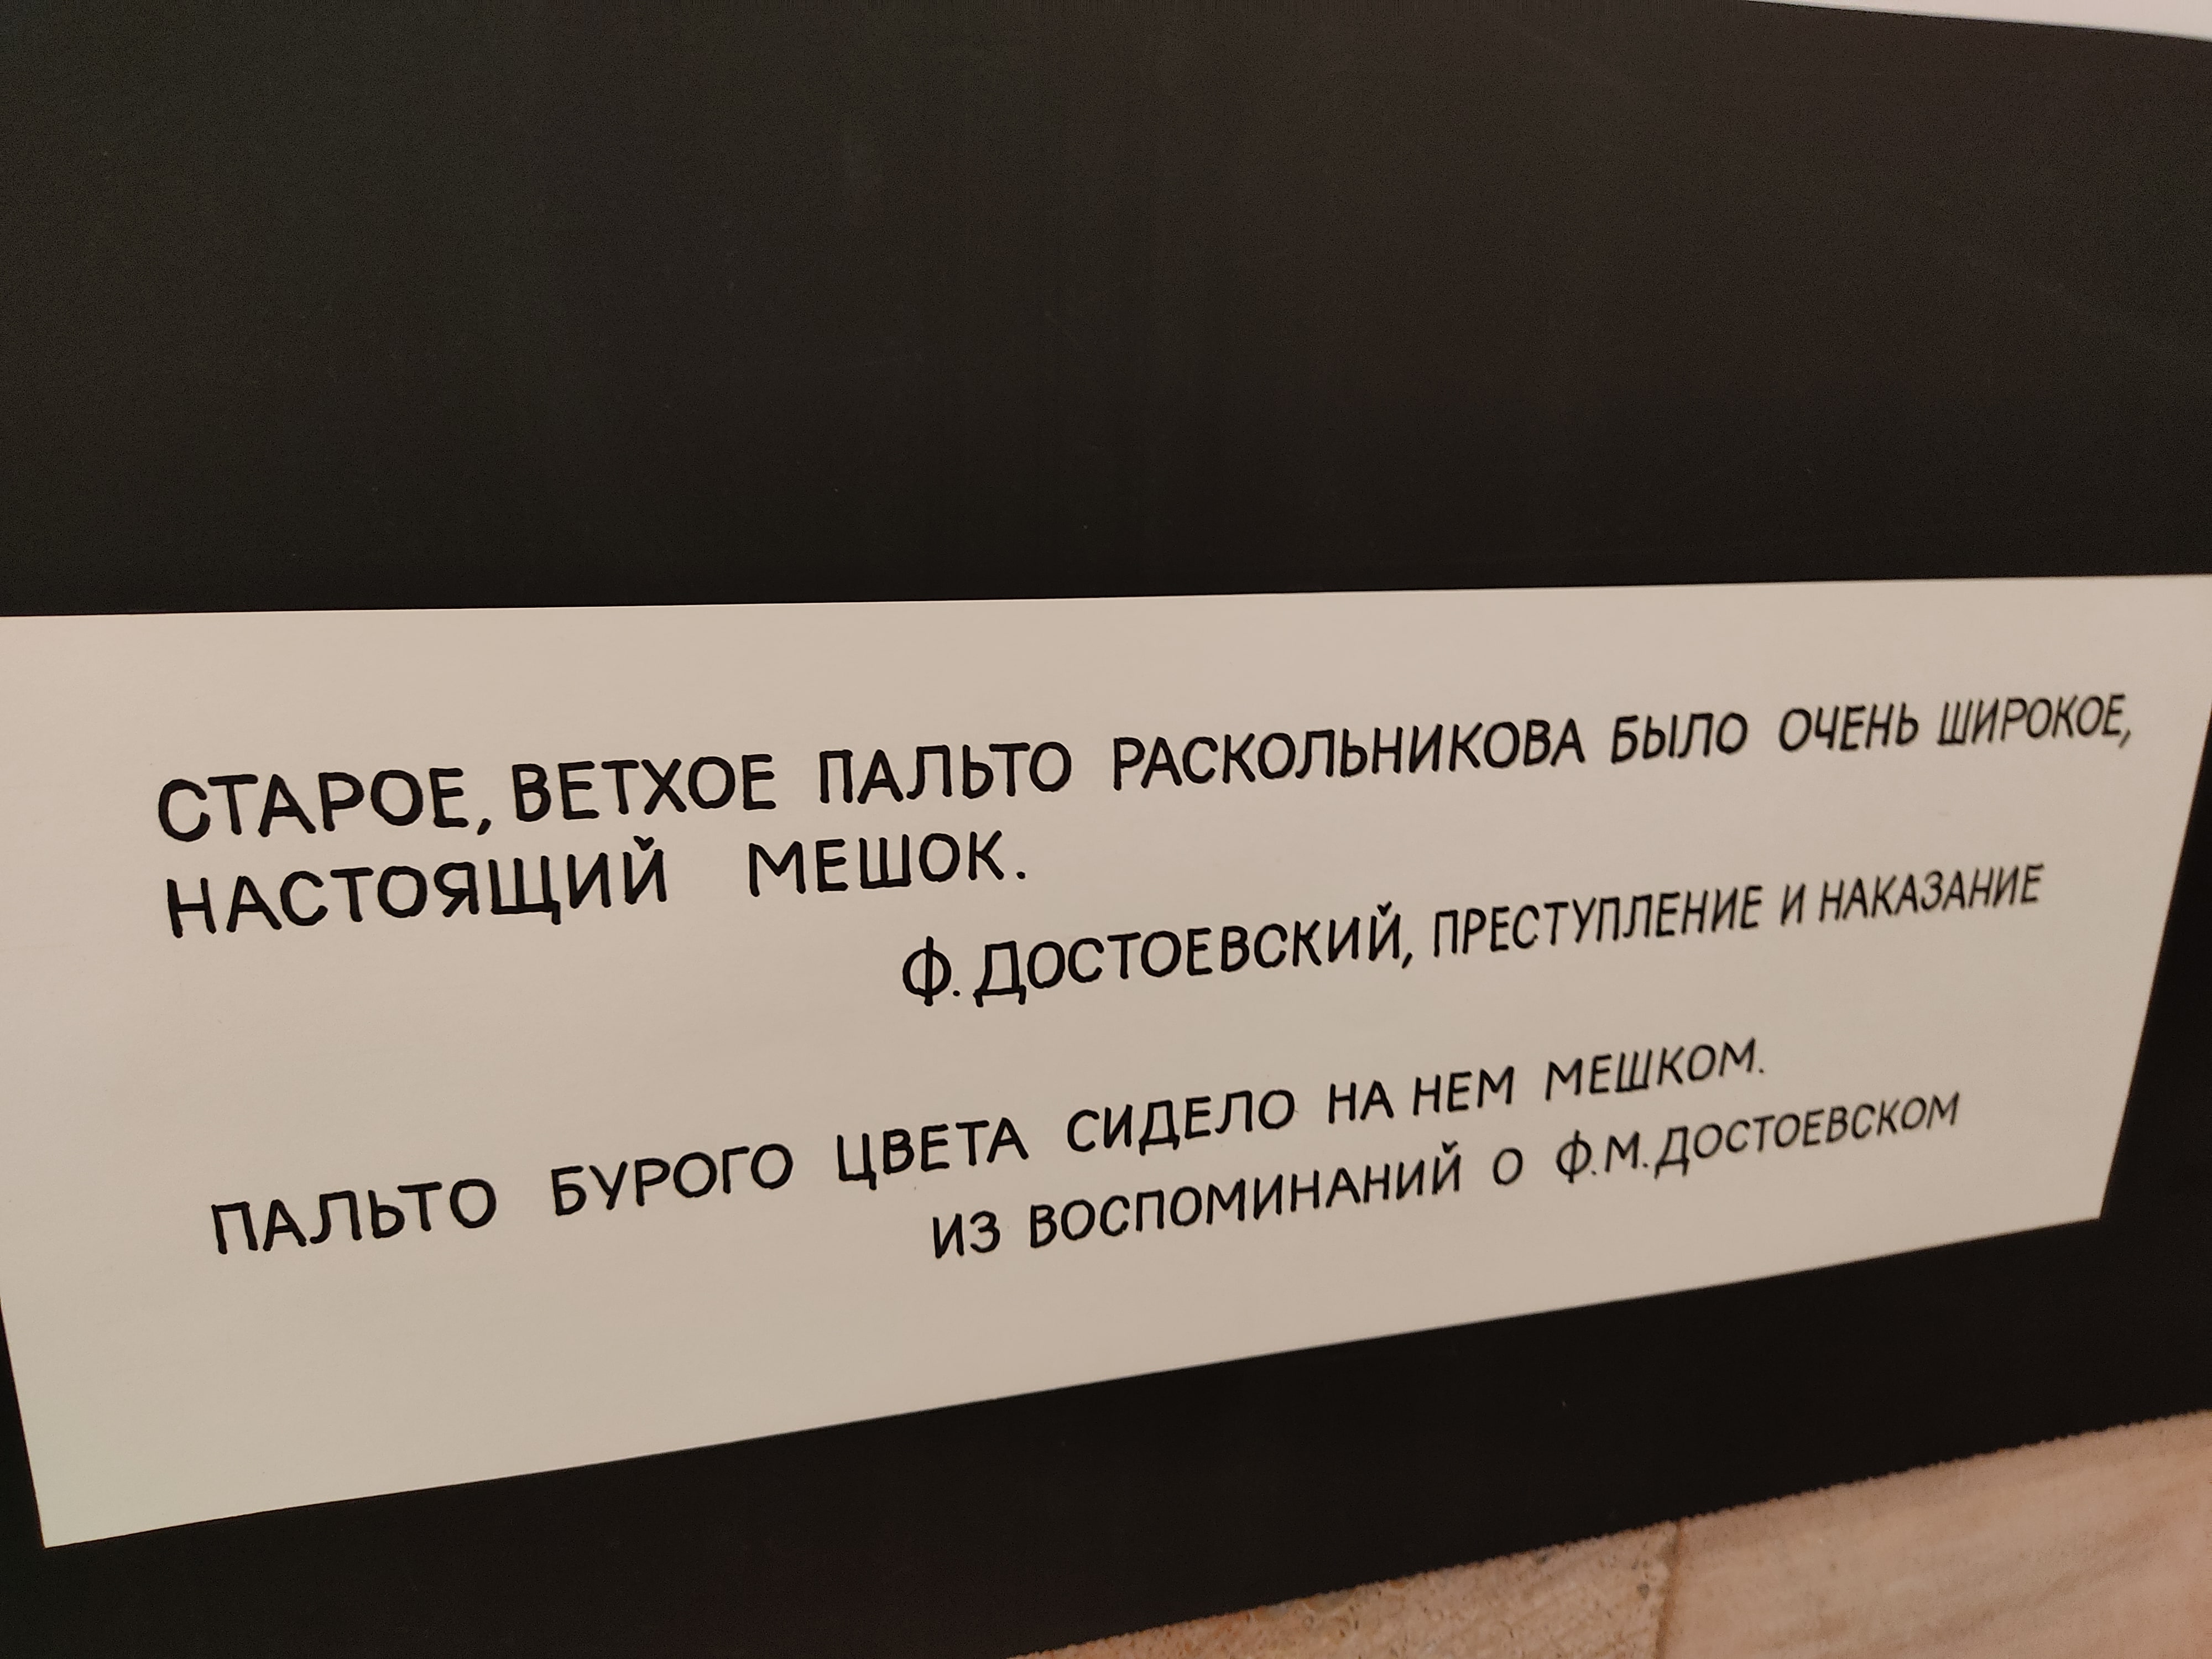 СТАРОЕ, ВЕТХОЕ ПАЛЬТО РАСКОЛЬНИКОВА БЫЛО ОЧЕНЬ ШИРОКОЕ,
НАСТОЯЩИЙ МЕШОК.
Ф. ДОСТОЕВСКИЙ, ПРЕСТУПЛЕНИЕ И НАКАЗАНИЕ
ПАЛЬТО БУРОГО ЦВЕТА СИДЕЛО НА НЕМ МЕШКОМ.
ИЗ ВОСПОМИНАНИЙ О Ф.М. ДОСТОЕВСКОМ